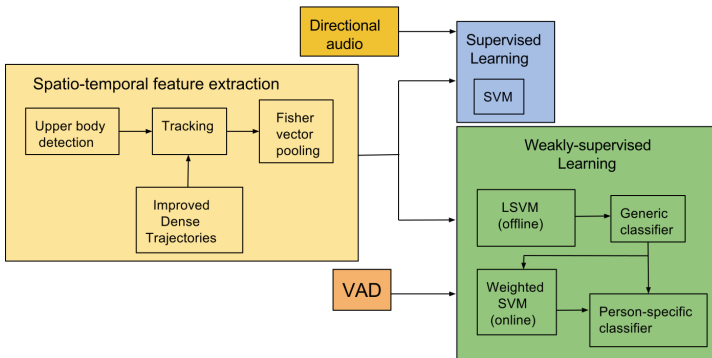 Directional
audio
Supervised
Learning
SVM
Spatio-temporal feature extraction
Upper body
detection
Tracking
Fisher
vector
pooling
Improved
Dense
Trajectories
Weakly-supervised
Learning
LSVM
(offline)
Generic
classifier
VAD
Weighted
SVM
(online)
Person-specific
classifier